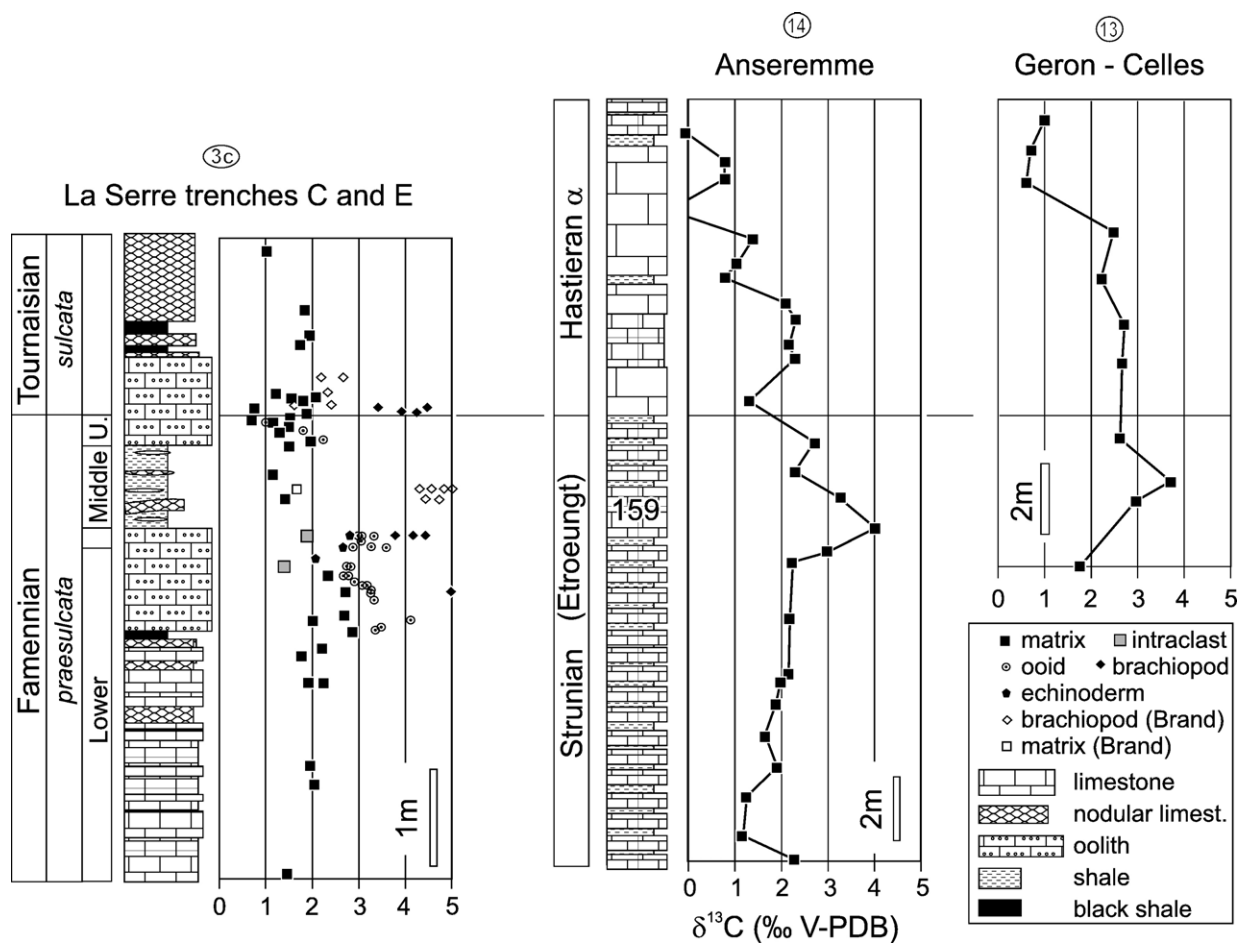 3c
La Serre trenches C and E
Tournaisian
sulcata
Famennian
praesulcata
U.
Middle
Lower
1m
0 1 2 3 4 5
14
Anseremme
Hastieran α
Strunian (Etroeungt)
159
2m
0 1 2 3 4 5
δ¹³C (‰ V-PDB)
13
Geron - Celles
2m
0 1 2 3 4 5
matrix intraclast
ooid brachiopod
echinoderm
brachiopod (Brand)
matrix (Brand)
limestone
nodular limest.
oolith
shale
black shale